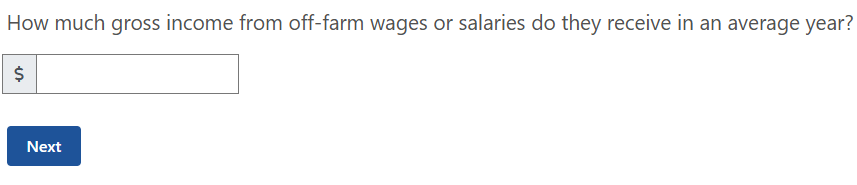 How much gross income from off-farm wages or salaries do they receive in an average year?
$
Next